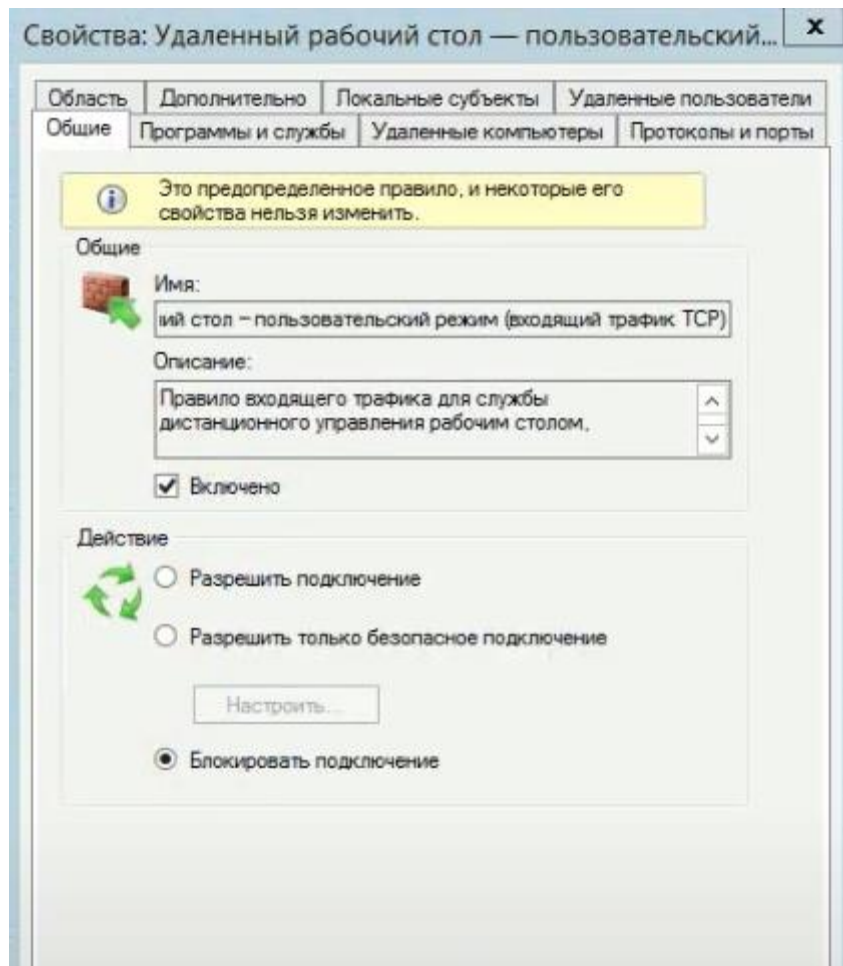 Свойства: Удаленный рабочий стол — пользовательский...
x
Область Дополнительно Локальные субъекты Удаленные пользователи
Общие Программы и службы Удаленные компьютеры Протоколы и порты
Это предопределенное правило, и некоторые его
свойства нельзя изменить.
Общие
Имя:
ий стол – пользовательский режим (входящий трафик TCP)
Описание:
Правило входящего трафика для службы
дистанционного управления рабочим столом,
Включено
Действие
Разрешить подключение
Разрешить только безопасное подключение
Настроить...
Блокировать подключение